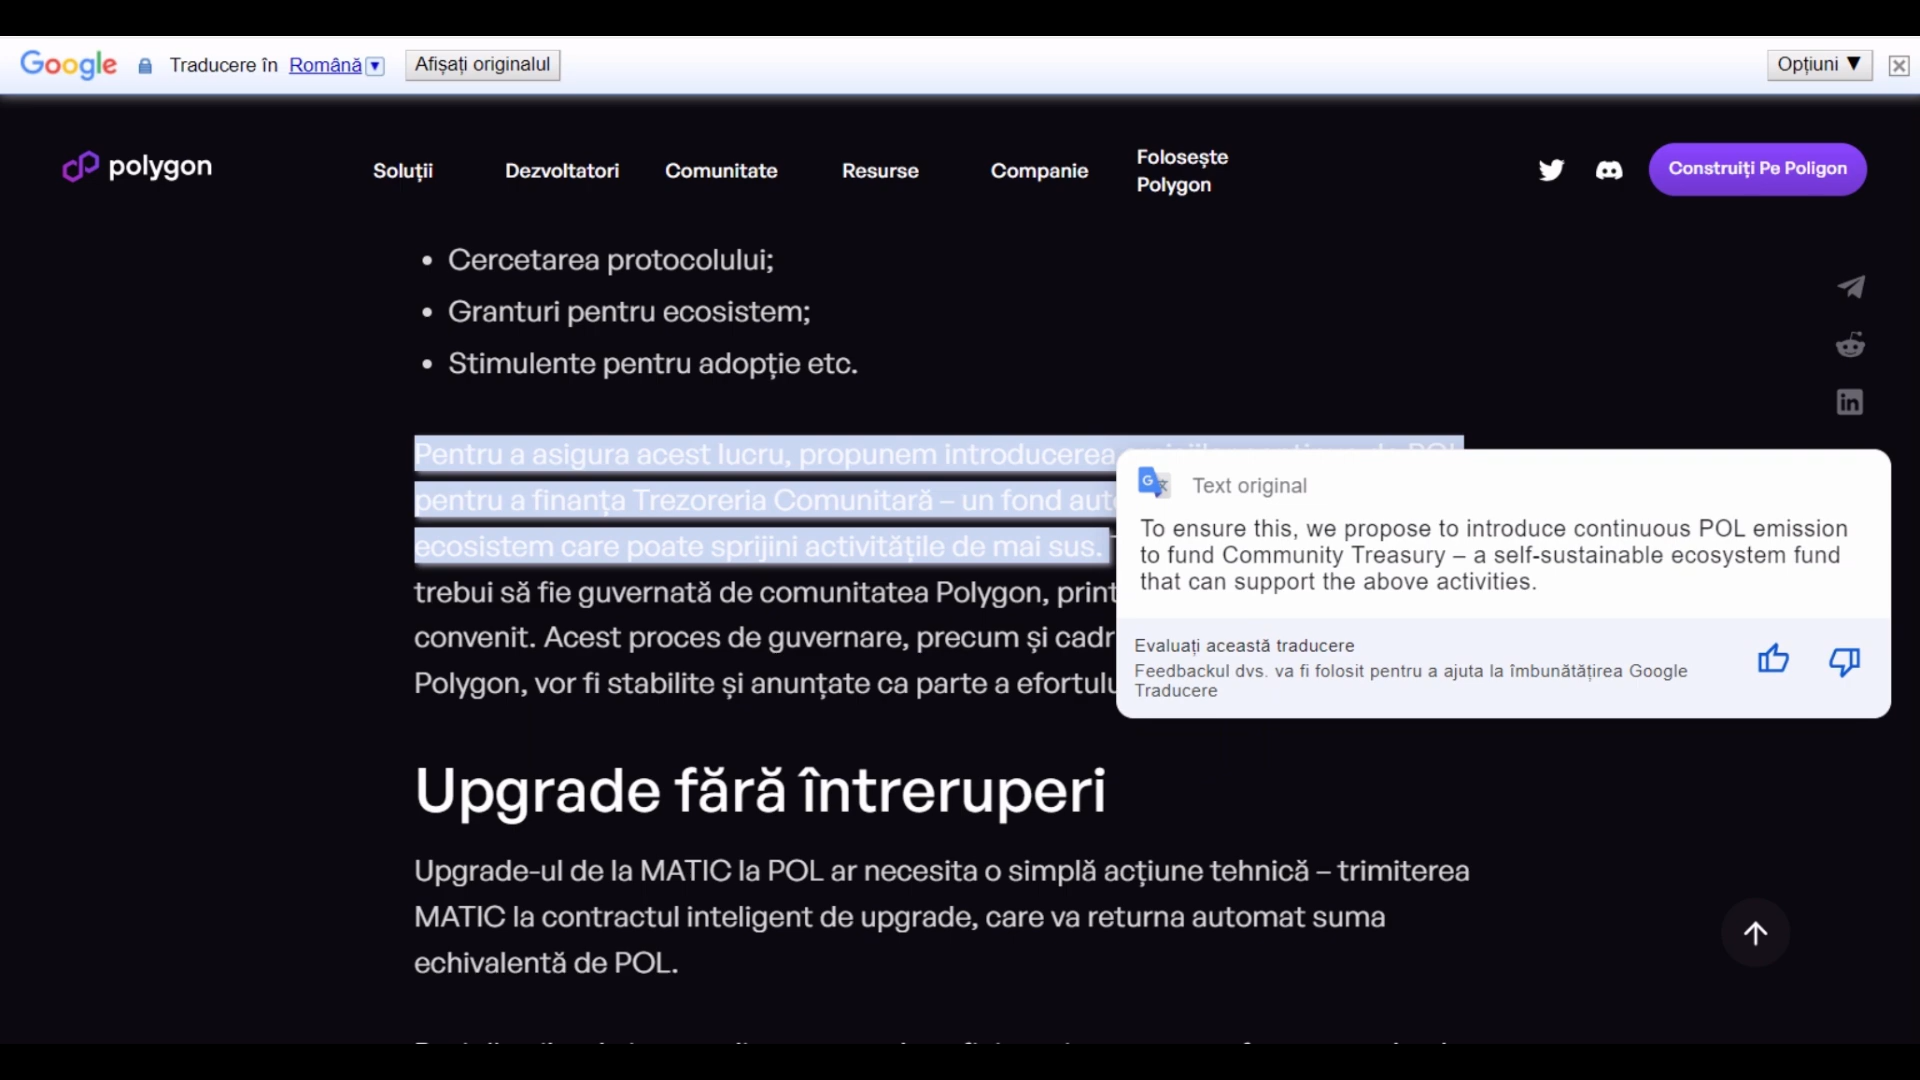 Google Traducere în Română Afișați originalul Opțiuni
polygon Soluții Dezvoltatori Comunitate Resurse Companie Folosește Polygon Construiți Pe Poligon
Cercetarea protocolului;
Granturi pentru ecosistem;
Stimulente pentru adopție etc.
Pentru a asigura acest lucru, propunem introducerea
pentru a finanța Trezoreria Comunitară – un fond
ecosistem care poate sprijini activitățile de mai sus.
trebui să fie guvernată de comunitatea Polygon,
convenit. Acest proces de guvernare, precum și
Polygon, vor fi stabilite și anunțate ca parte a
Text original
To ensure this, we propose to introduce continuous POL emission
to fund Community Treasury – a self-sustainable ecosystem fund
that can support the above activities.
Evaluați această traducere
Feedbackul dvs. va fi folosit pentru a ajuta la îmbunătățirea Google
Traducere
Upgrade fără întreruperi
Upgrade-ul de la MATIC la POL ar necesita o simplă acțiune tehnică – trimiterea
MATIC la contractul inteligent de upgrade, care va returna automat suma
echivalentă de POL.